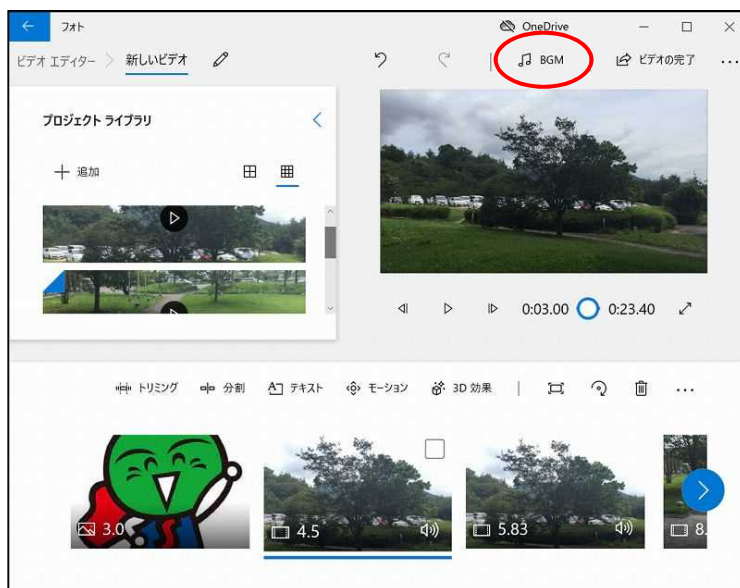 フォト
OneDrive
ビデオ エディター
新しいビデオ
BGM
ビデオの完了
プロジェクト ライブラリ
追加
0:03.00
0:23.40
トリミング
分割
テキスト
モーション
3D 効果
3.0
4.5
5.83
8.